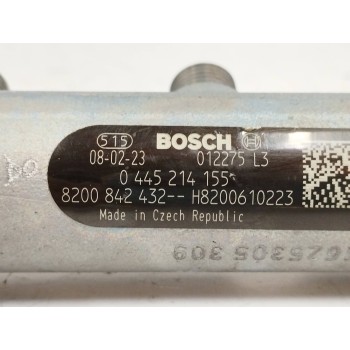 515 BOSCH
08-02-23 012275 L3
0 445 214 155
8200 842 432-- H8200610223
Made in Czech Republic